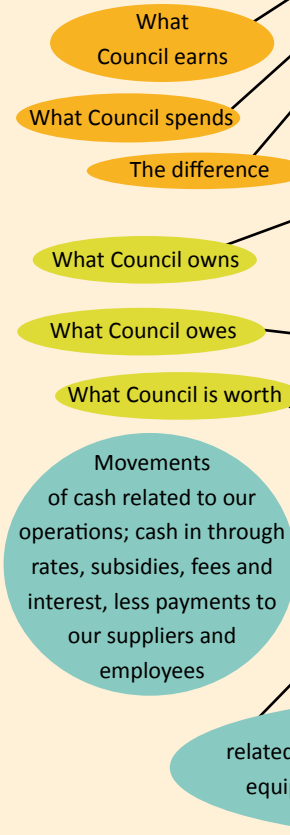 What
Council earns
What Council spends
The difference
What Council owns
What Council owes
What Council is worth
Movements
of cash related to our
operations; cash in through
rates, subsidies, fees and
interest, less payments to
our suppliers and
employees
related
equi